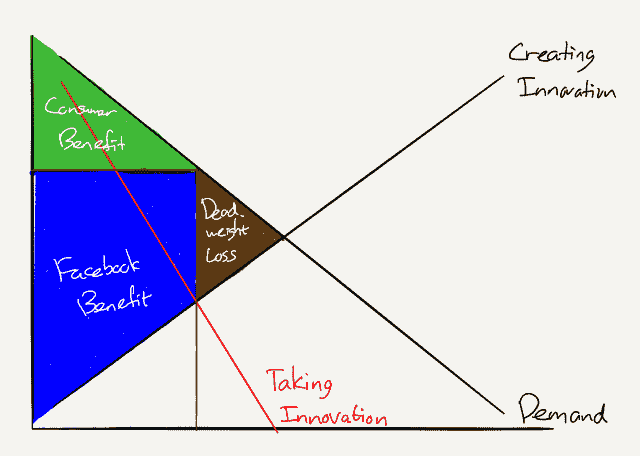 Creating
Innovation
Consumer
Benefit
Dead-
weight
Loss
Facebook
Benefit
Taking
Innovation
Demand